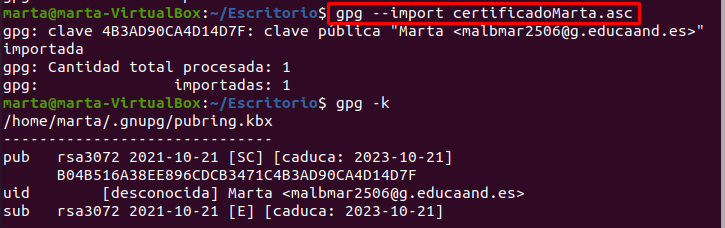 marta@marta-VirtualBox:~/Escritorio$ gpg --import certificadoMarta.asc
gpg: clave 4B3AD90CA4D14D7F: clave pública "Marta <malbmar2506@g.educaand.es>"
importada
gpg: Cantidad total procesada: 1
gpg:               importadas: 1
marta@marta-VirtualBox:~/Escritorio$ gpg -k
/home/marta/.gnupg/pubring.kbx
------------------------------
pub   rsa3072 2021-10-21 [SC] [caduca: 2023-10-21]
      B04B516A38EE896CDCB3471C4B3AD90CA4D14D7F
uid        [desconocida] Marta <malbmar2506@g.educaand.es>
sub   rsa3072 2021-10-21 [E] [caduca: 2023-10-21]